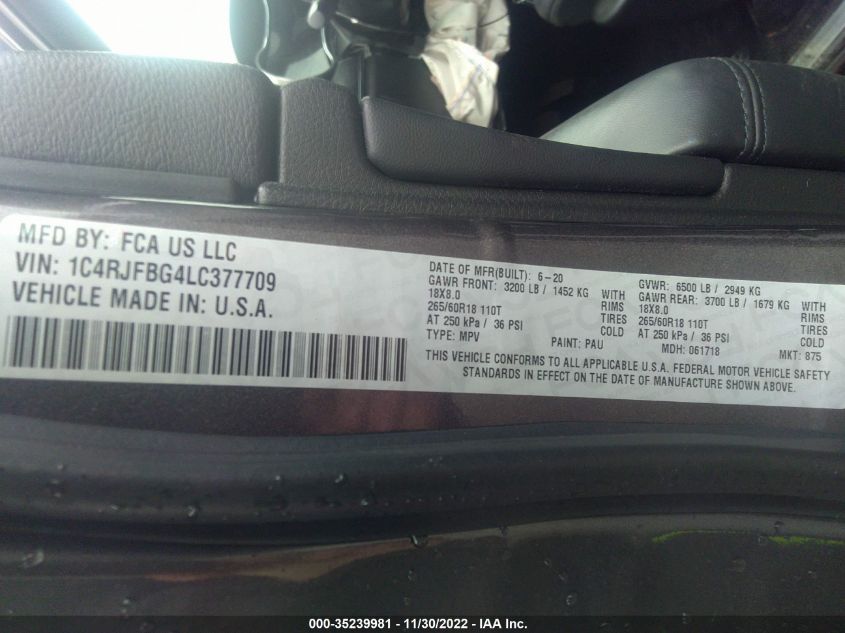 MFD BY: FCA US LLC
VIN: 1C4RJFBG4LC377709
VEHICLE MADE IN: U.S.A.
DATE OF MFR(BUILT): 6-20
GAWR FRONT: 3200 LB / 1452 KG WITH
18X8.0 RIMS
265/60R18 110T TIRES
AT 250 kPa / 36 PSI COLD
TYPE: MPV PAINT: PAU
GVWR: 6500 LB / 2949 KG
GAWR REAR: 3700 LB / 1679 KG WITH
18X8.0 RIMS
265/60R18 110T TIRES
AT 250 kPa / 36 PSI COLD
MDH: 061718 MKT: 875
THIS VEHICLE CONFORMS TO ALL APPLICABLE U.S.A. FEDERAL MOTOR VEHICLE SAFETY
STANDARDS IN EFFECT ON THE DATE OF MANUFACTURE SHOWN ABOVE.
000-35239981 - 11/30/2022 - IAA Inc.